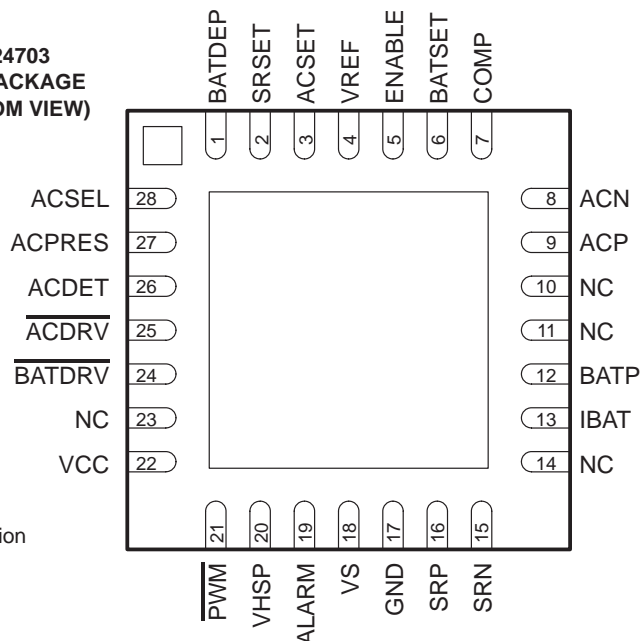 24703
ACKAGE
OM VIEW)
BATDEP
SRSET
ACSET
VREF
ENABLE
BATSET
COMP
1 2 3 4 5 6 7
ACSEL 28
ACPRES 27
ACDET 26
ACDRV 25
BATDRV 24
NC 23
VCC 22
8 ACN
9 ACP
10 NC
11 NC
12 BATP
13 IBAT
14 NC
21 20 19 18 17 16 15
PWM
VHSP
ALARM
VS
GND
SRP
SRN
ion